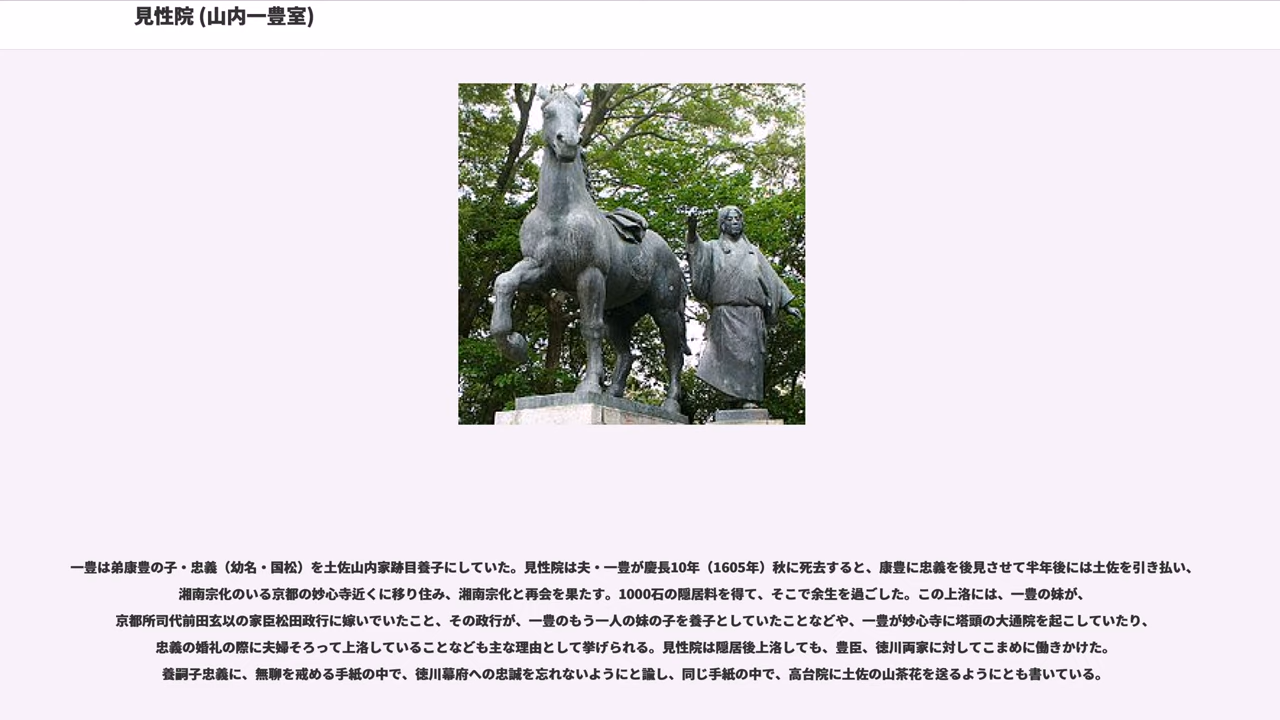 見性院 (山内一豊室)
一豊は弟康豊の子・忠義（幼名・国松）を土佐山内家跡目養子にしていた。見性院は夫・一豊が慶長10年（1605年）秋に死去すると、康豊に忠義を後見させて半年後には土佐を引き払い、
湘南宗化のいる京都の妙心寺近くに移り住み、湘南宗化と再会を果たす。1000石の隠居料を得て、そこで余生を過ごした。この上洛には、一豊の妹が、
京都所司代前田玄以の家臣松田政行に嫁いでいたこと、その政行が、一豊のもう一人の妹の子を養子としていたことなどや、一豊が妙心寺に塔頭の大通院を起こしていたり、
忠義の婚礼の際に夫婦そろって上洛していることなども主な理由として挙げられる。見性院は隠居後上洛しても、豊臣、徳川両家に対してこまめに働きかけた。
養嗣子忠義に、無聊を戒める手紙の中で、徳川幕府への忠誠を忘れないようにと諭し、同じ手紙の中で、高台院に土佐の山茶花を送るようにとも書いている。